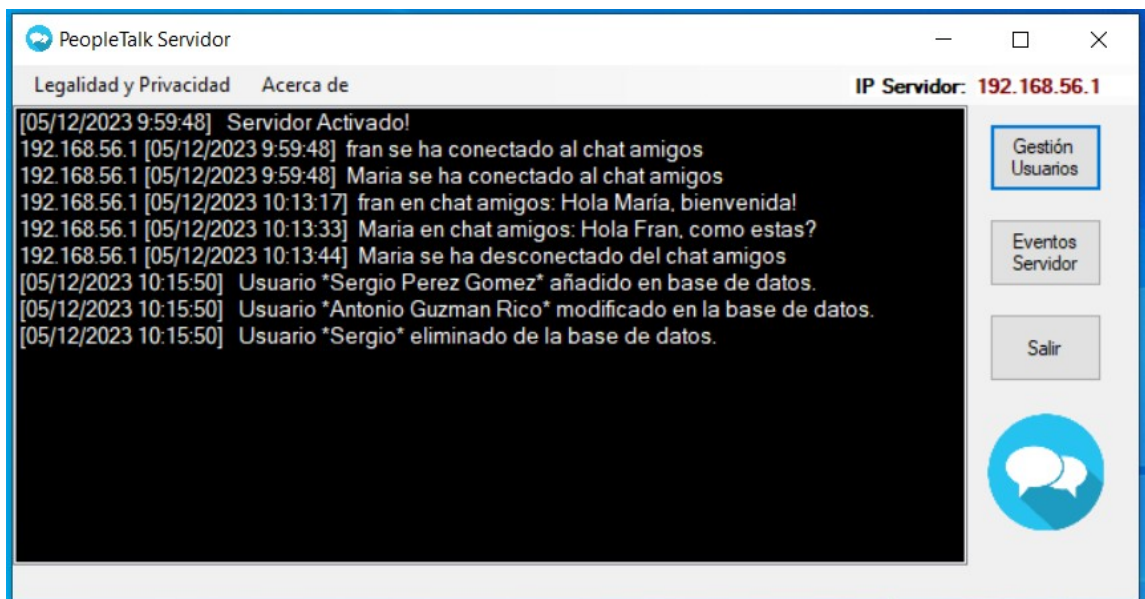 PeopleTalk Servidor
Legalidad y Privacidad Acerca de IP Servidor: 192.168.56.1
[05/12/2023 9:59:48] Servidor Activado!
192.168.56.1 [05/12/2023 9:59:48] fran se ha conectado al chat amigos
192.168.56.1 [05/12/2023 9:59:48] Maria se ha conectado al chat amigos
192.168.56.1 [05/12/2023 10:13:17] fran en chat amigos: Hola María, bienvenida!
192.168.56.1 [05/12/2023 10:13:33] Maria en chat amigos: Hola Fran, como estas?
192.168.56.1 [05/12/2023 10:13:44] Maria se ha desconectado del chat amigos
[05/12/2023 10:15:50] Usuario *Sergio Perez Gomez* añadido en base de datos.
[05/12/2023 10:15:50] Usuario *Antonio Guzman Rico* modificado en la base de datos.
[05/12/2023 10:15:50] Usuario *Sergio* eliminado de la base de datos.
Gestión
Usuarios
Eventos
Servidor
Salir